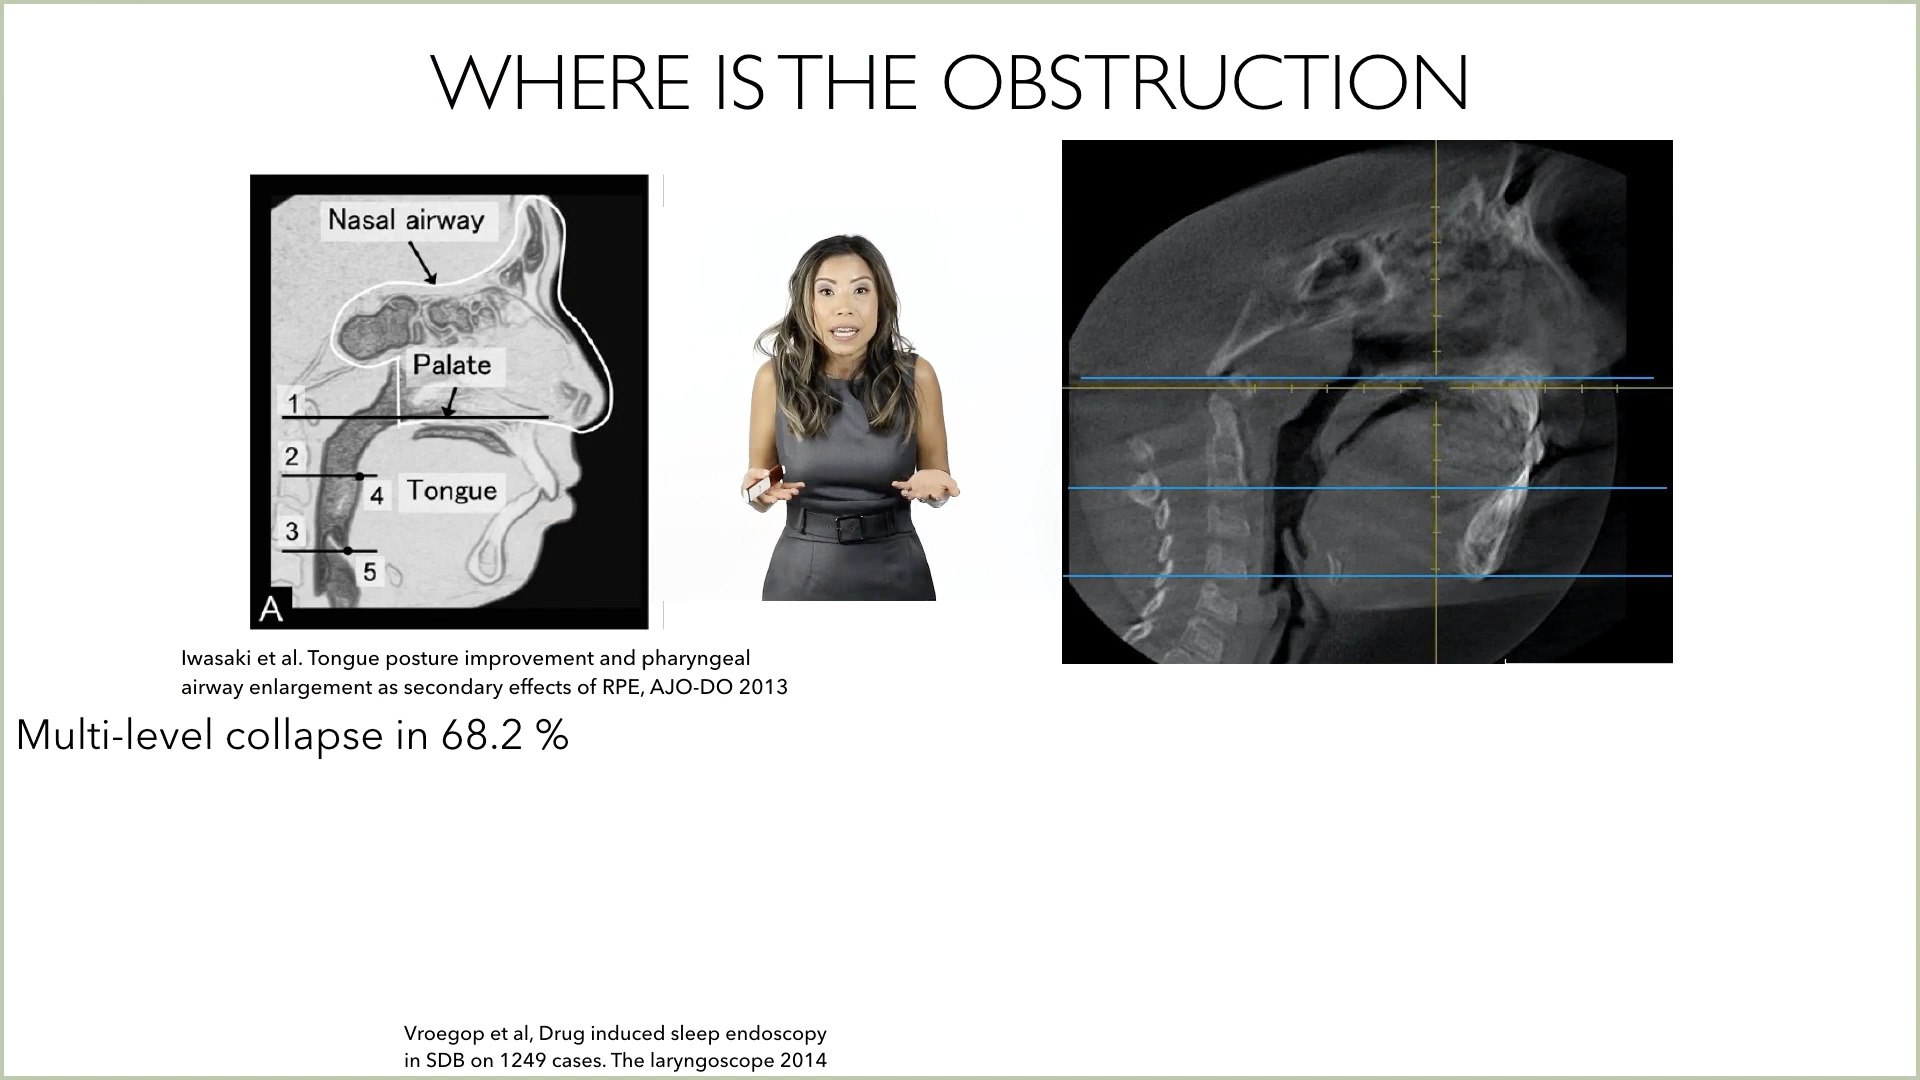 WHERE IS THE OBSTRUCTION
Nasal airway
Palate
1
2
4
Tongue
3
5
A
Iwasaki et al. Tongue posture improvement and pharyngeal
airway enlargement as secondary effects of RPE, AJO-DO 2013
Multi-level collapse in 68.2 %
Vroegop et al, Drug induced sleep endoscopy
in SDB on 1249 cases. The laryngoscope 2014